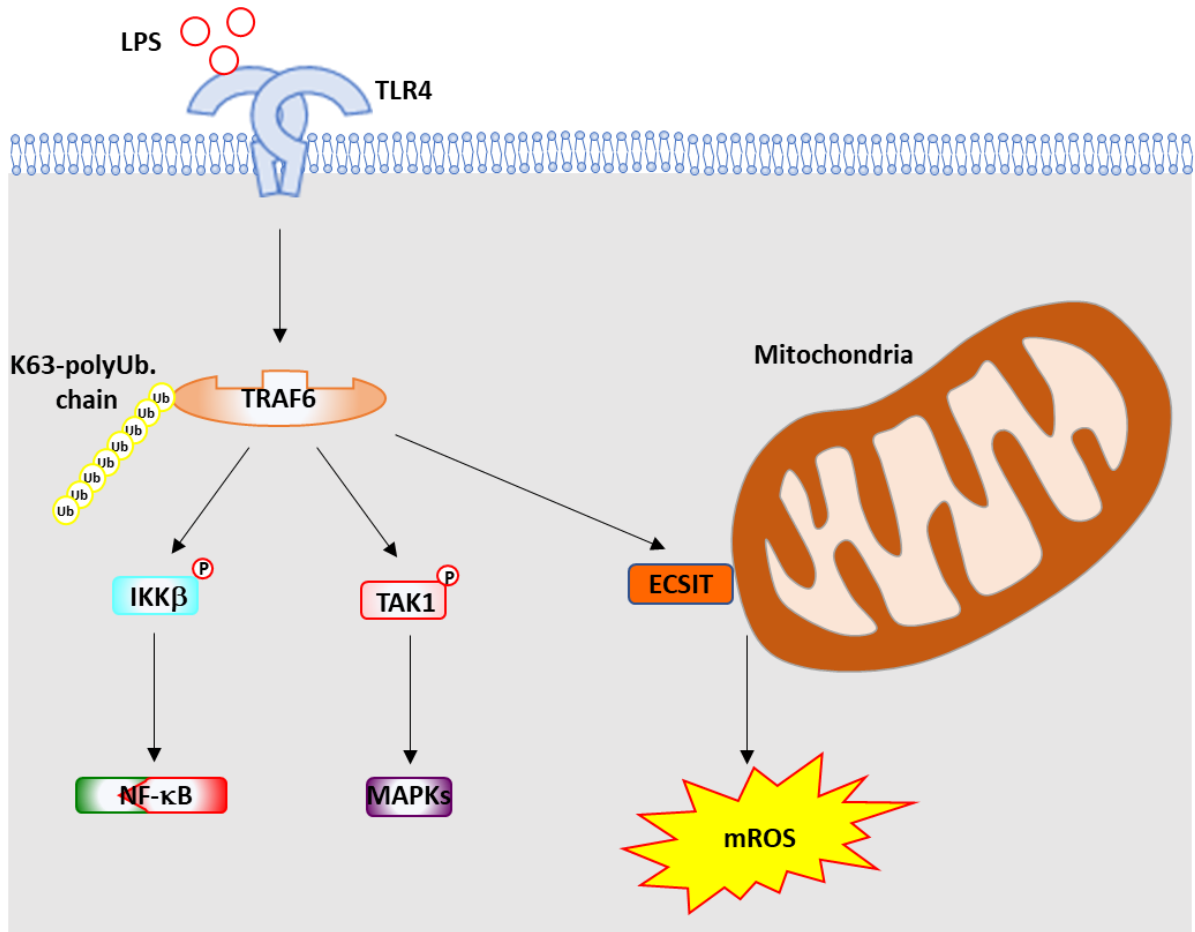 LPS
TLR4
K63-polyUb.
chain
Mitochondria
TRAF6
Ub
Ub
Ub
Ub
Ub
Ub
Ub
Ub
P
P
IKKβ
TAK1
ECSIT
NF-κB
MAPKs
mROS